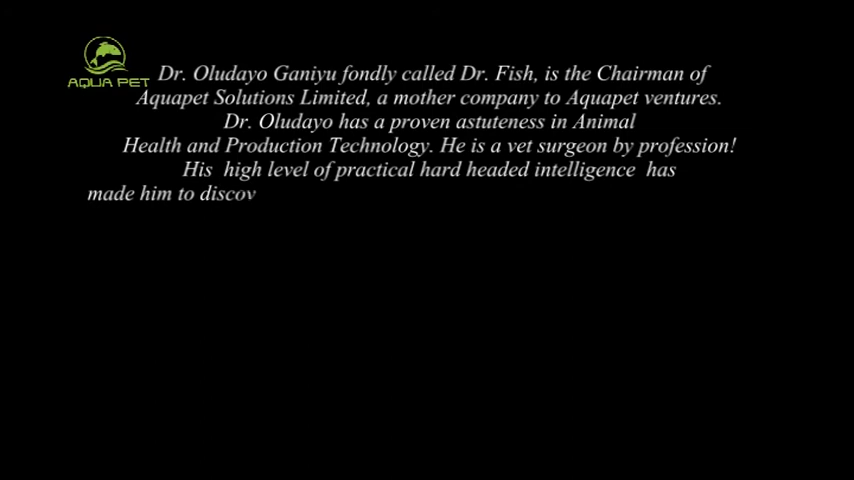 AQUA PET
Dr. Oludayo Ganiyu fondly called Dr. Fish, is the Chairman of
Aquapet Solutions Limited, a mother company to Aquapet ventures.
Dr. Oludayo has a proven astuteness in Animal
Health and Production Technology. He is a vet surgeon by profession!
His high level of practical hard headed intelligence has
made him to discov